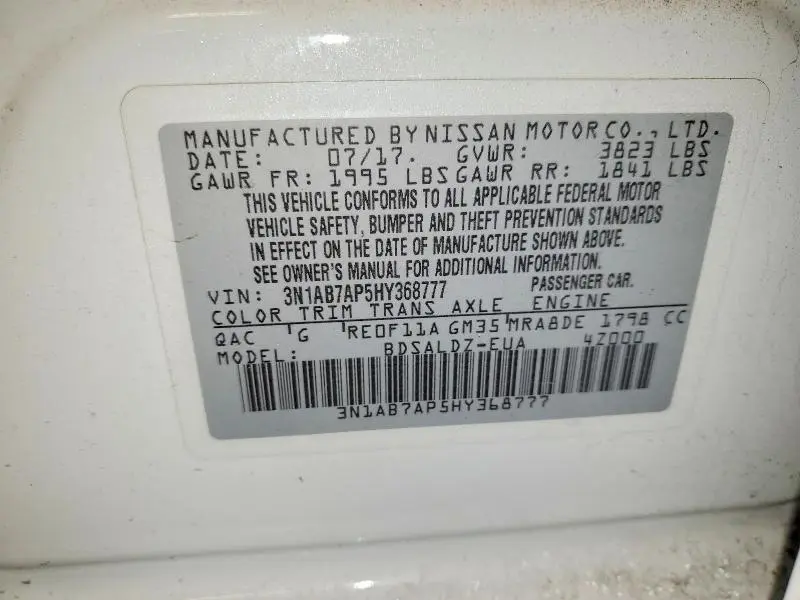 MANUFACTURED BY NISSAN MOTOR CO., LTD.
DATE: 07/17. GVWR: 3823 LBS
GAWR FR: 1995 LBS GAWR RR: 1841 LBS
THIS VEHICLE CONFORMS TO ALL APPLICABLE FEDERAL MOTOR
VEHICLE SAFETY, BUMPER AND THEFT PREVENTION STANDARDS
IN EFFECT ON THE DATE OF MANUFACTURE SHOWN ABOVE.
SEE OWNER'S MANUAL FOR ADDITIONAL INFORMATION.
VIN: 3N1AB7AP5HY368777 PASSENGER CAR.
COLOR TRIM TRANS AXLE ENGINE
QAC G RE0F11A GM35 MRA8DE 1798 CC
MODEL: BDSALDZ-EUA 4Z000
3N1AB7AP5HY368777